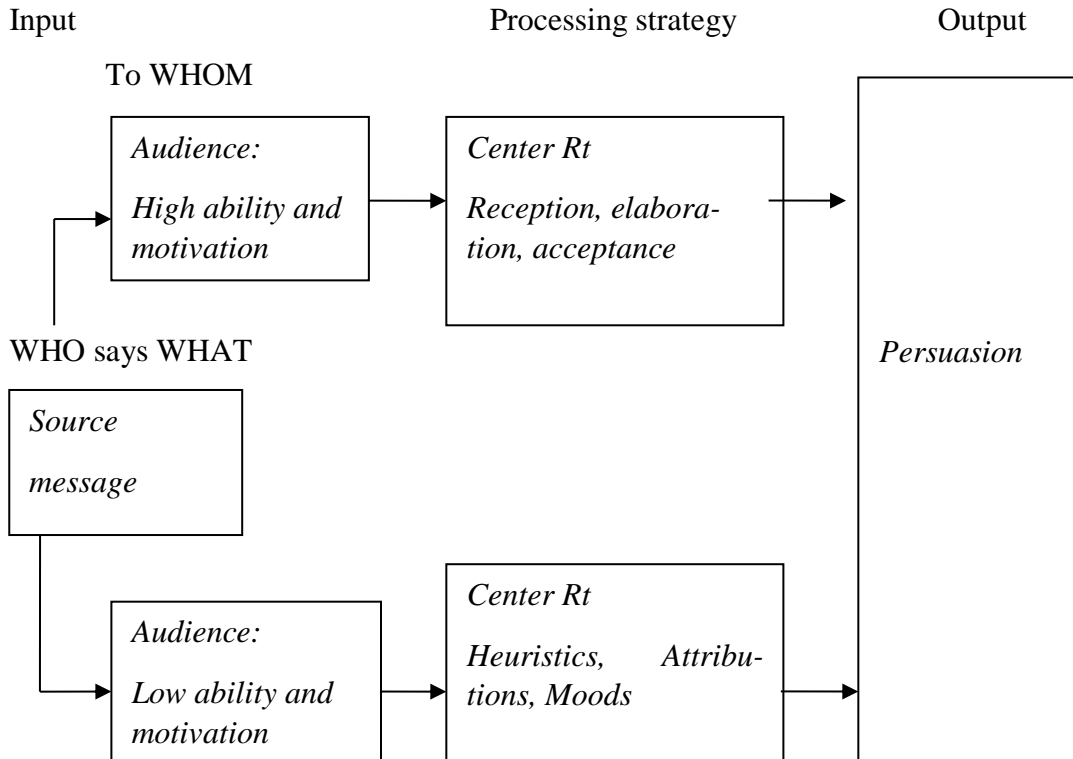 Input Processing strategy Output
To WHOM
Audience:
High ability and
motivation
Center Rt
Reception, elabora-
tion, acceptance
WHO says WHAT
Persuasion
Source
message
Audience:
Low ability and
motivation
Center Rt
Heuristics, Attribu-
tions, Moods